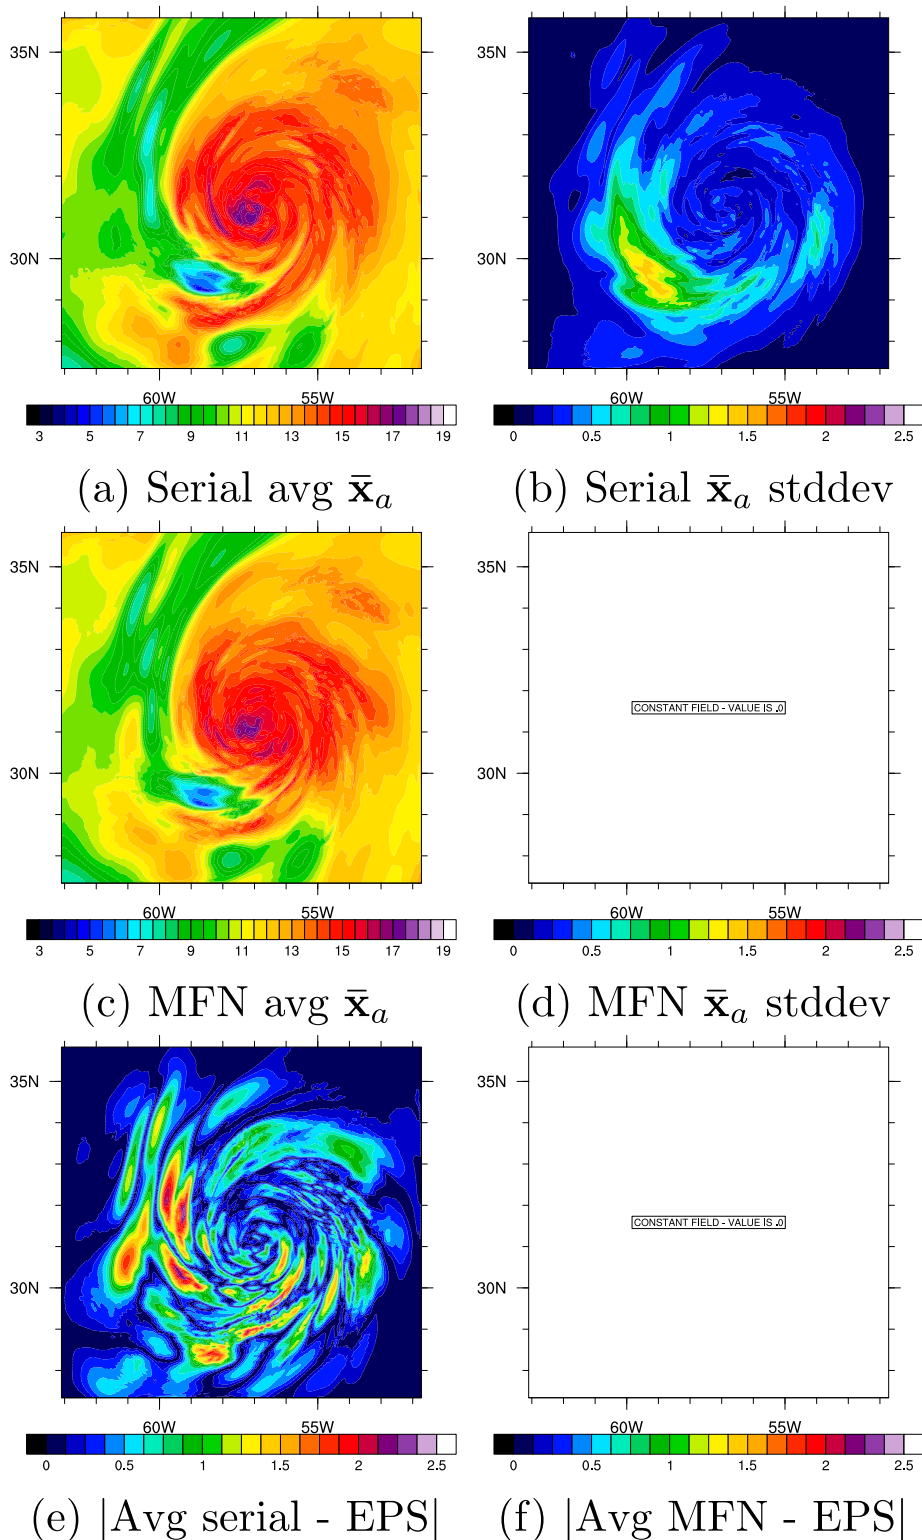 35N 35N
30N 30N
60W 55W 60W 55W
3 5 7 9 11 13 15 17 19 0 0.5 1 1.5 2 2.5
(a) Serial avg x̄ₐ (b) Serial x̄ₐ stddev
35N 35N
CONSTANT FIELD - VALUE IS .0
30N 30N
60W 55W 60W 55W
3 5 7 9 11 13 15 17 19 0 0.5 1 1.5 2 2.5
(c) MFN avg x̄ₐ (d) MFN x̄ₐ stddev
35N 35N
CONSTANT FIELD - VALUE IS .0
30N 30N
60W 55W 60W 55W
0 0.5 1 1.5 2 2.5 0 0.5 1 1.5 2 2.5
(e) |Avg serial - EPS| (f) |Avg MFN - EPS|